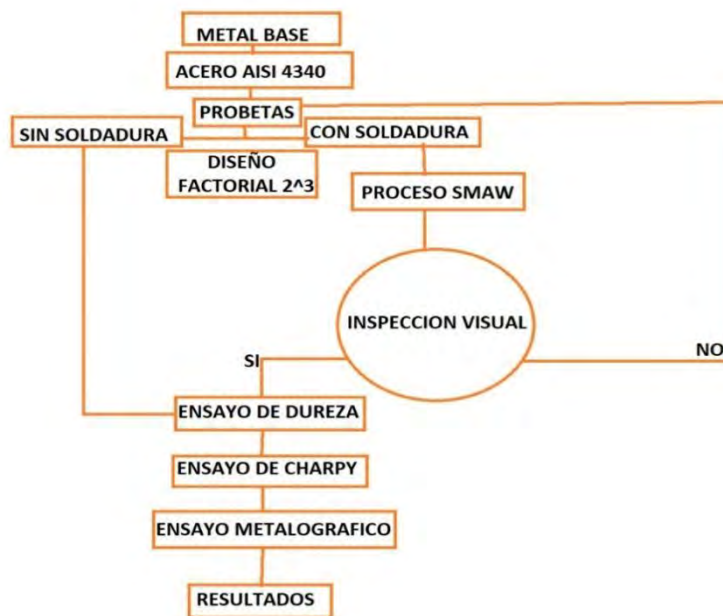 METAL BASE
ACERO AISI 4340
PROBETAS
SIN SOLDADURA
CON SOLDADURA
DISEÑO
FACTORIAL 2^3
PROCESO SMAW
INSPECCION VISUAL
SI
NO
ENSAYO DE DUREZA
ENSAYO DE CHARPY
ENSAYO METALOGRAFICO
RESULTADOS